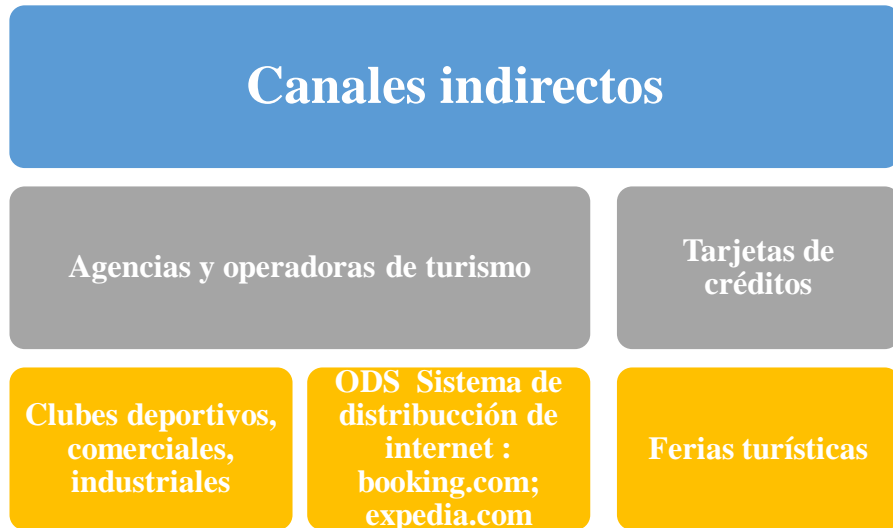 Canales indirectos
Agencias y operadoras de turismo
Tarjetas de
créditos
Clubes deportivos,
comerciales,
industriales
ODS  Sistema de
distribucción de
internet :
booking.com;
expedia.com
Ferias turísticas